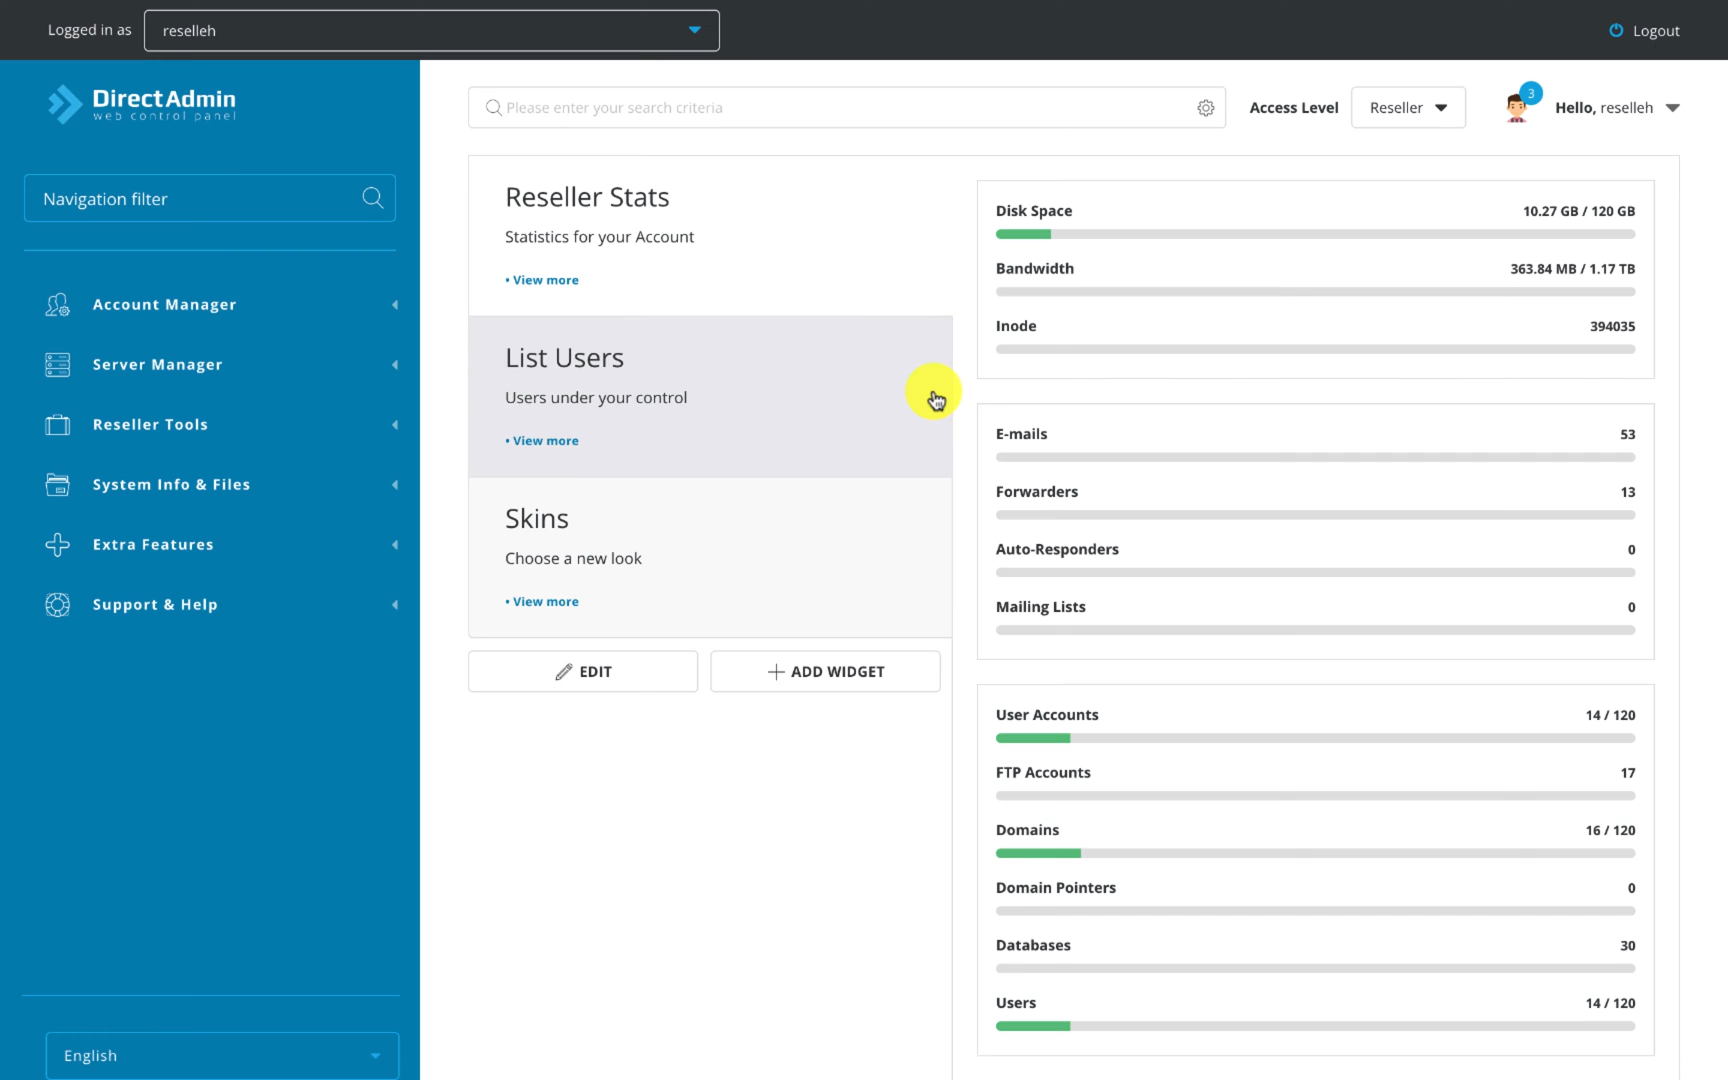 Logged in as
reselleh
Logout
DirectAdmin
web control panel
Please enter your search criteria
Access Level
Reseller
3
Hello, reselleh
Navigation filter
Account Manager
Server Manager
Reseller Tools
System Info & Files
Extra Features
Support & Help
English
Reseller Stats
Statistics for your Account
• View more
List Users
Users under your control
• View more
Skins
Choose a new look
• View more
EDIT
ADD WIDGET
Disk Space 10.27 GB / 120 GB
Bandwidth 363.84 MB / 1.17 TB
Inode 394035
E-mails 53
Forwarders 13
Auto-Responders 0
Mailing Lists 0
User Accounts 14 / 120
FTP Accounts 17
Domains 16 / 120
Domain Pointers 0
Databases 30
Users 14 / 120